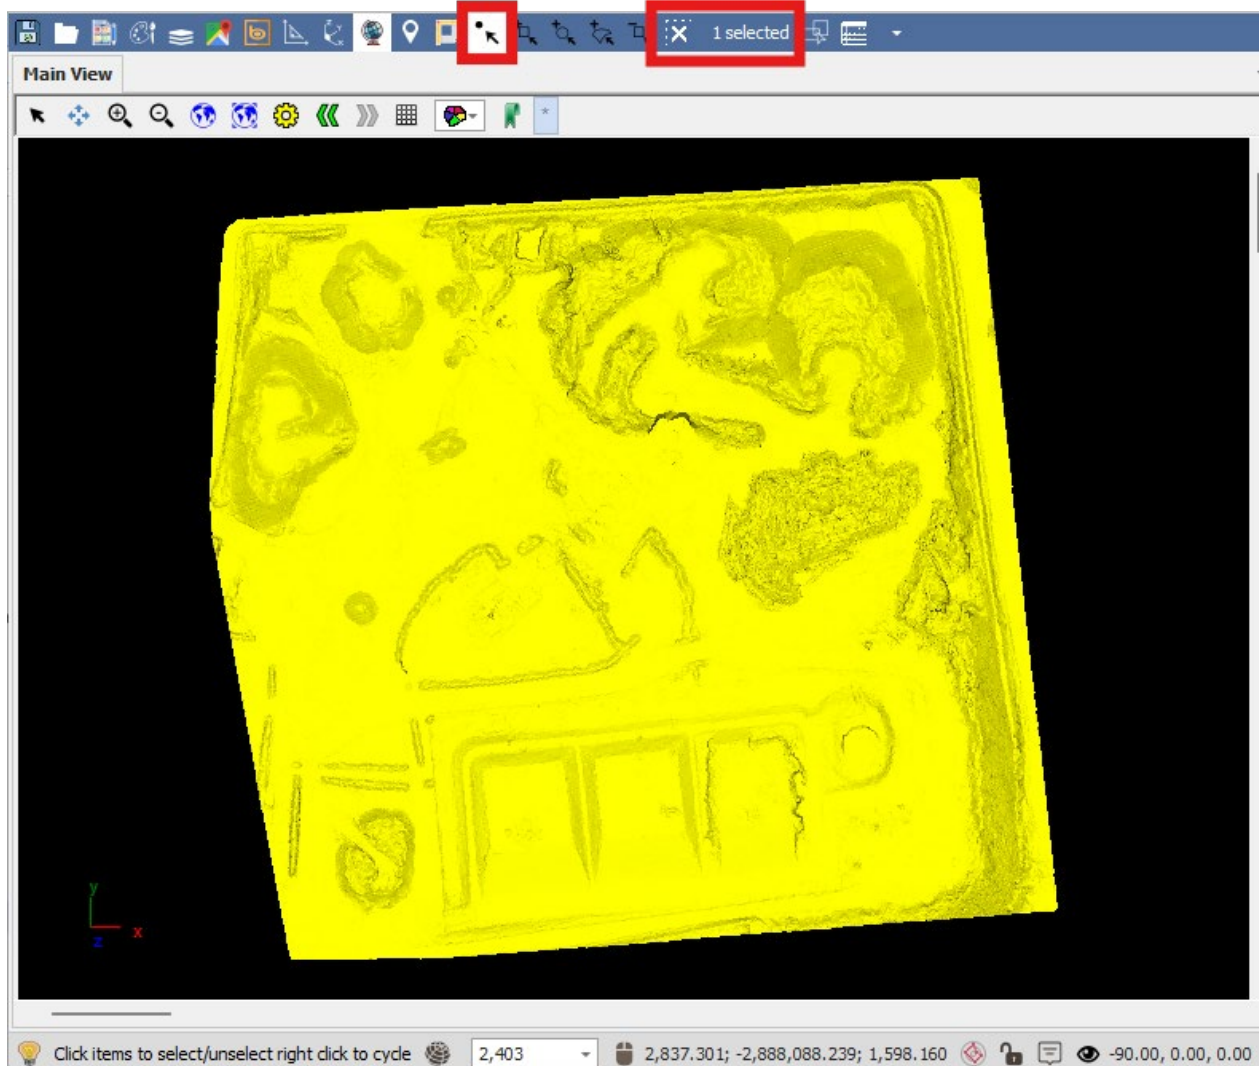 1 selected
Main View
*
y
x
z
Click items to select/unselect right click to cycle
2,403
2,837.301; -2,888,088.239; 1,598.160
-90.00, 0.00, 0.00